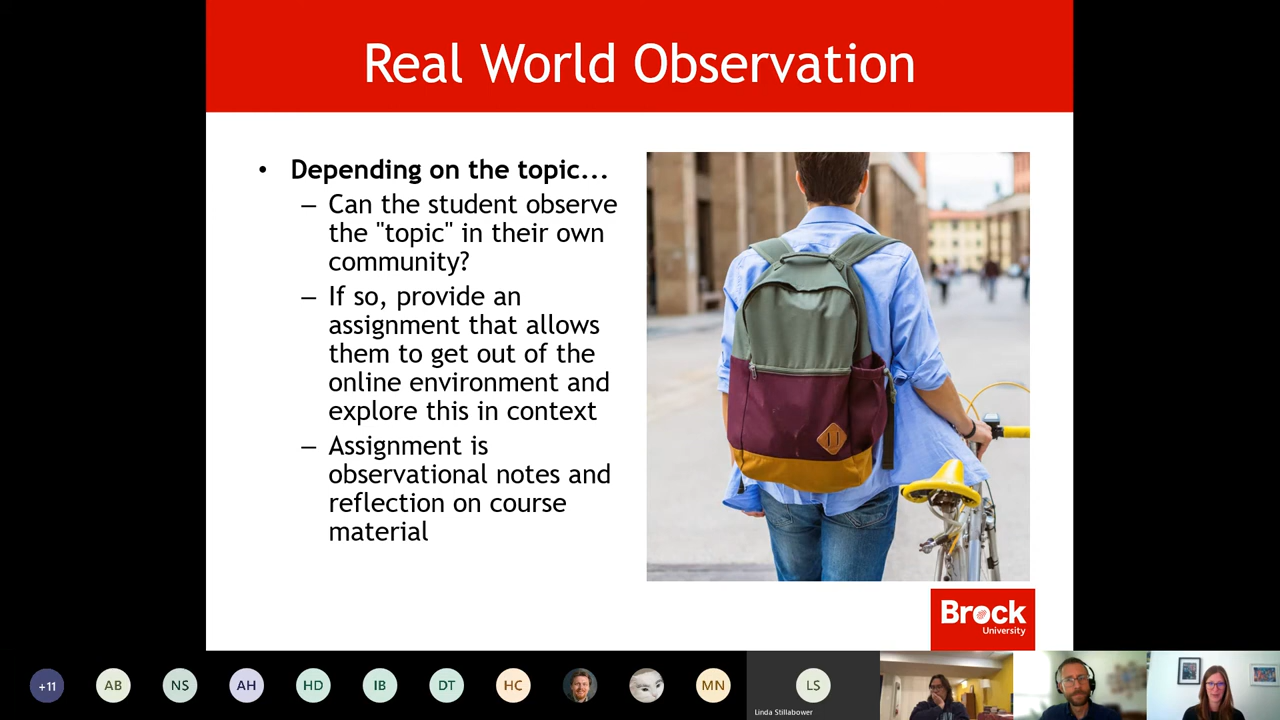 Real World Observation
• Depending on the topic...
– Can the student observe
the "topic" in their own
community?
– If so, provide an
assignment that allows
them to get out of the
online environment and
explore this in context
– Assignment is
observational notes and
reflection on course
material
Brock
University
+11
AB
NS
AH
HD
IB
DT
HC
MN
LS
Linda Stillabower